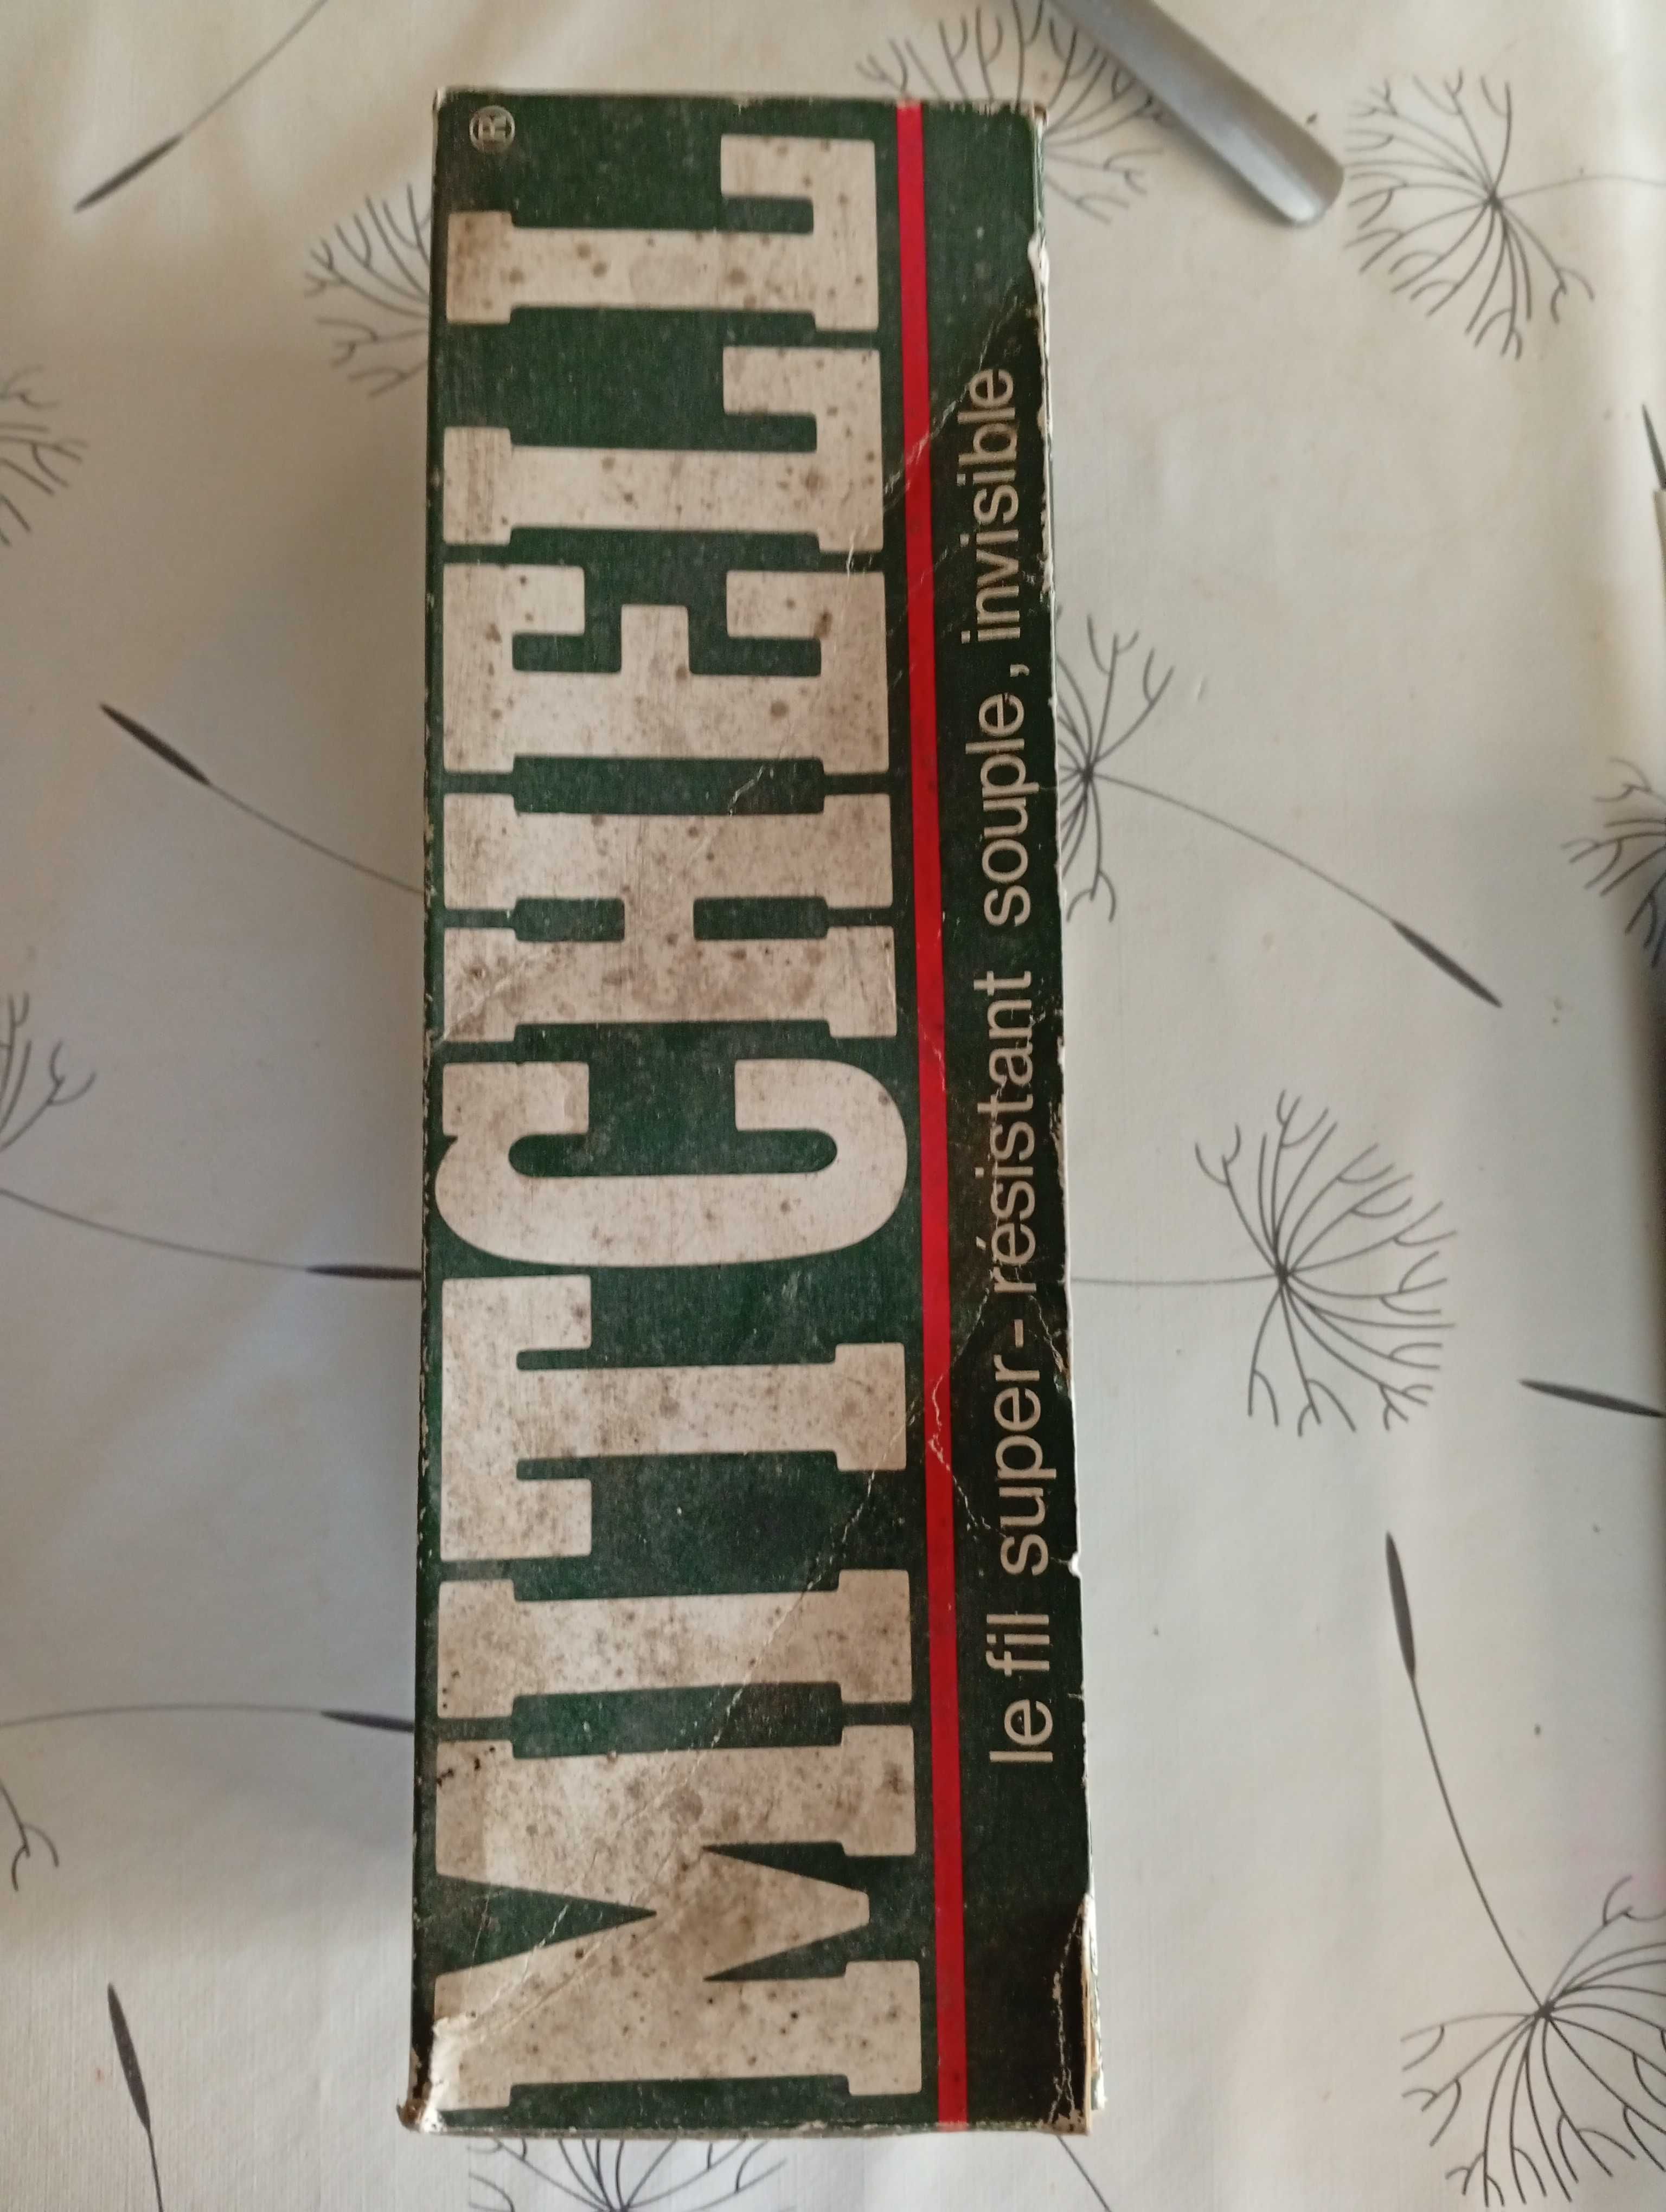 MITCHELL ®
le fil super-résistant souple, invisible